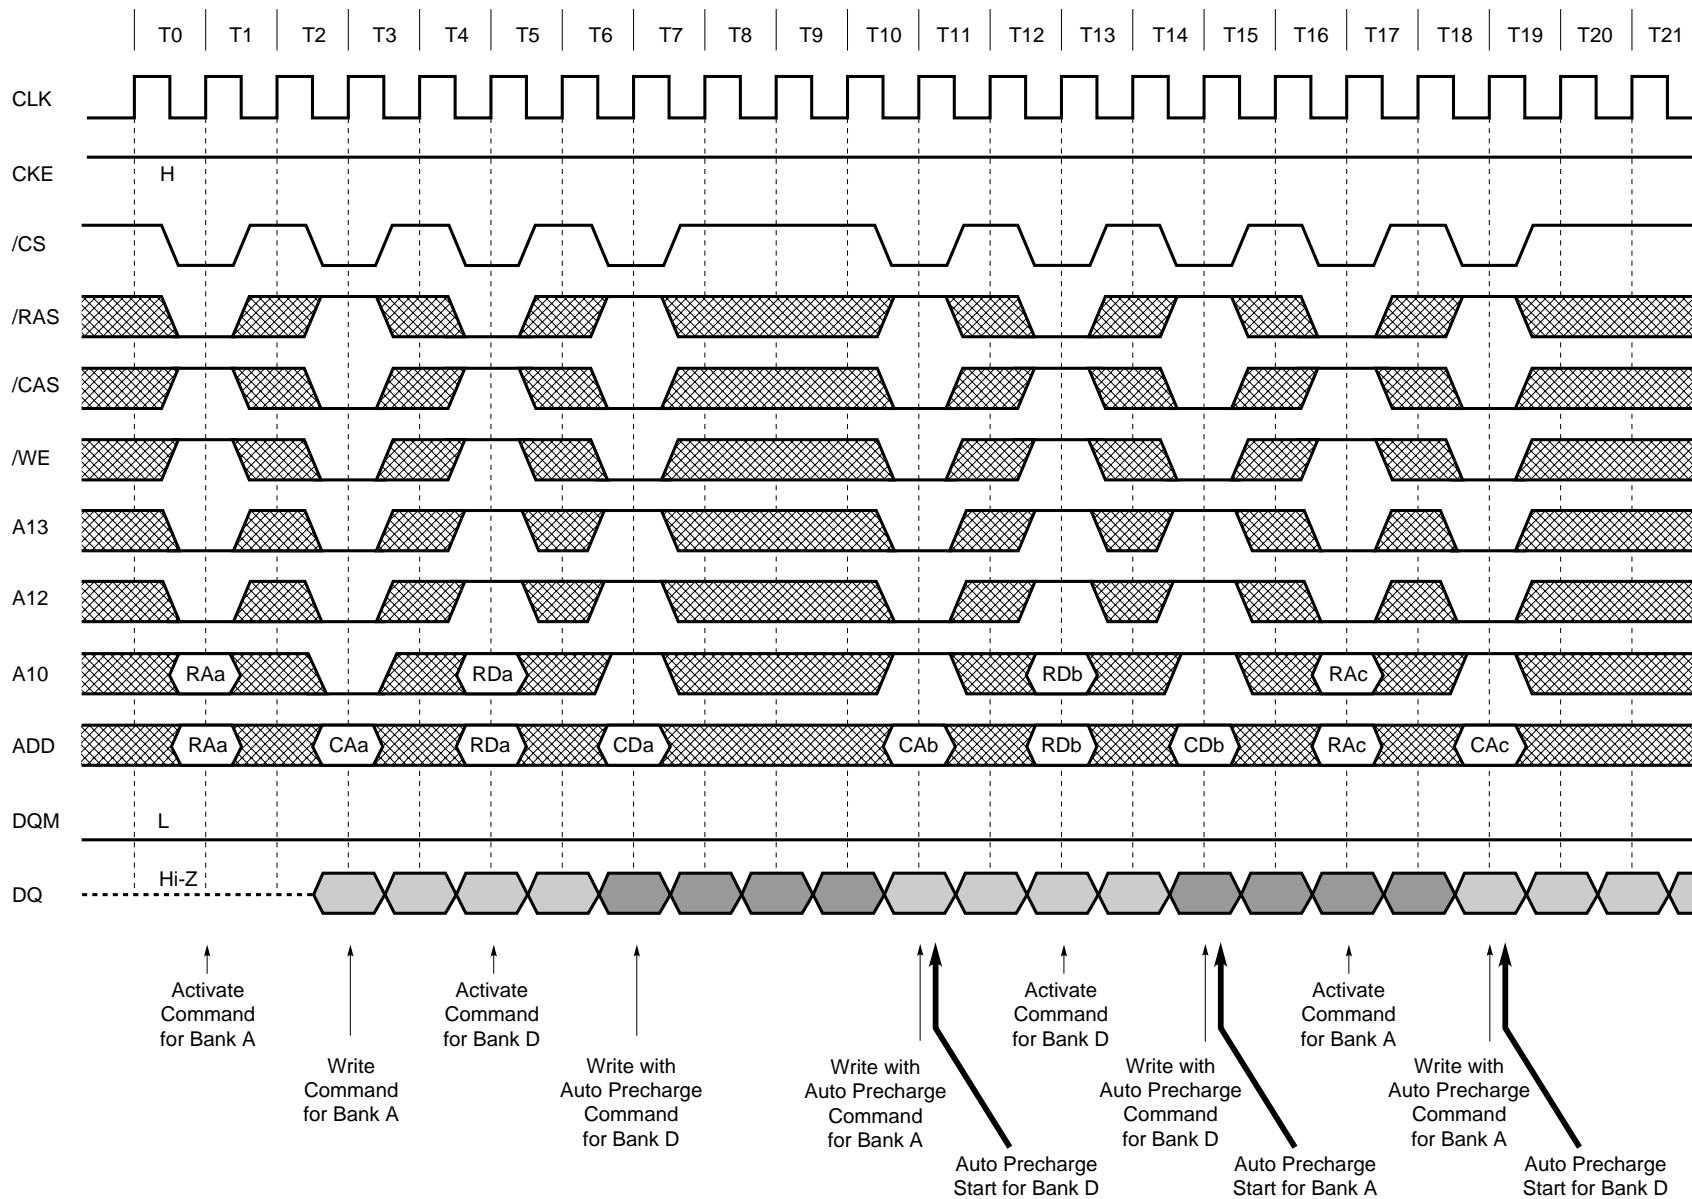 T0 T1 T2 T3 T4 T5 T6 T7 T8 T9 T10 T11 T12 T13 T14 T15 T16 T17 T18 T19 T20 T21
CLK
CKE H
/CS
/RAS
/CAS
/WE
A13
A12
A10 RAa RDa RDb RAc
ADD RAa CAa RDa CDa CAb RDb CDb RAc CAc
DQM L
DQ Hi-Z
Activate
Command
for Bank A
Write
Command
for Bank A
Activate
Command
for Bank D
Write with
Auto Precharge
Command
for Bank D
Write with
Auto Precharge
Command
for Bank A
Auto Precharge
Start for Bank D
Activate
Command
for Bank D
Write with
Auto Precharge
Command
for Bank D
Auto Precharge
Start for Bank A
Activate
Command
for Bank A
Write with
Auto Precharge
Command
for Bank A
Auto Precharge
Start for Bank D